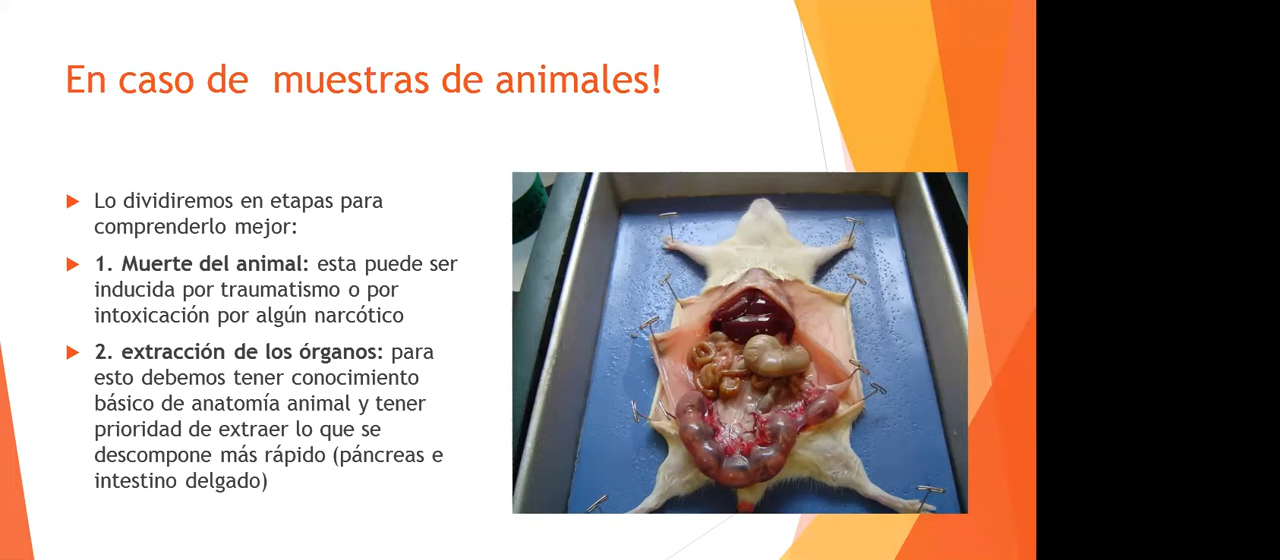 En caso de  muestras de animales!
Lo dividiremos en etapas para
comprenderlo mejor:
1. Muerte del animal: esta puede ser
inducida por traumatismo o por
intoxicación por algún narcótico
2. extracción de los órganos: para
esto debemos tener conocimiento
básico de anatomía animal y tener
prioridad de extraer lo que se
descompone más rápido (páncreas e
intestino delgado)